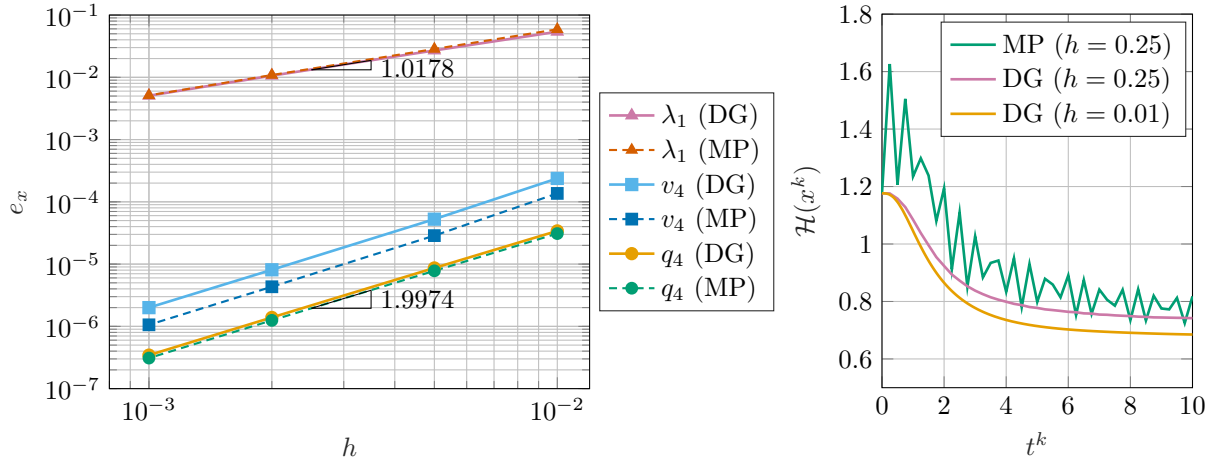 10^{-1}
10^{-2}
10^{-3}
10^{-4}
10^{-5}
10^{-6}
10^{-7}
e_x
1.0178
1.9974
10^{-3}
10^{-2}
h
λ_1 (DG)
λ_1 (MP)
v_4 (DG)
v_4 (MP)
q_4 (DG)
q_4 (MP)
1.8
1.6
1.4
1.2
1
0.8
0.6
ℋ(x^k)
MP (h = 0.25)
DG (h = 0.25)
DG (h = 0.01)
0 2 4 6 8 10
t^k